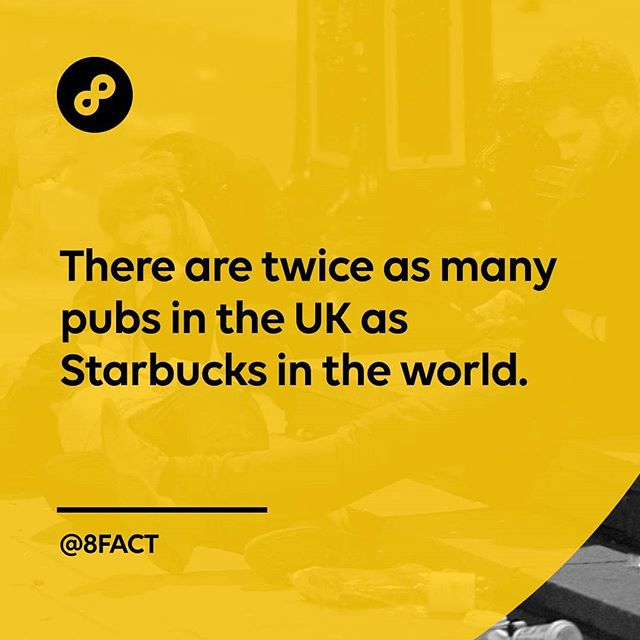 There are twice as many
pubs in the UK as
Starbucks in the world.
@8FACT